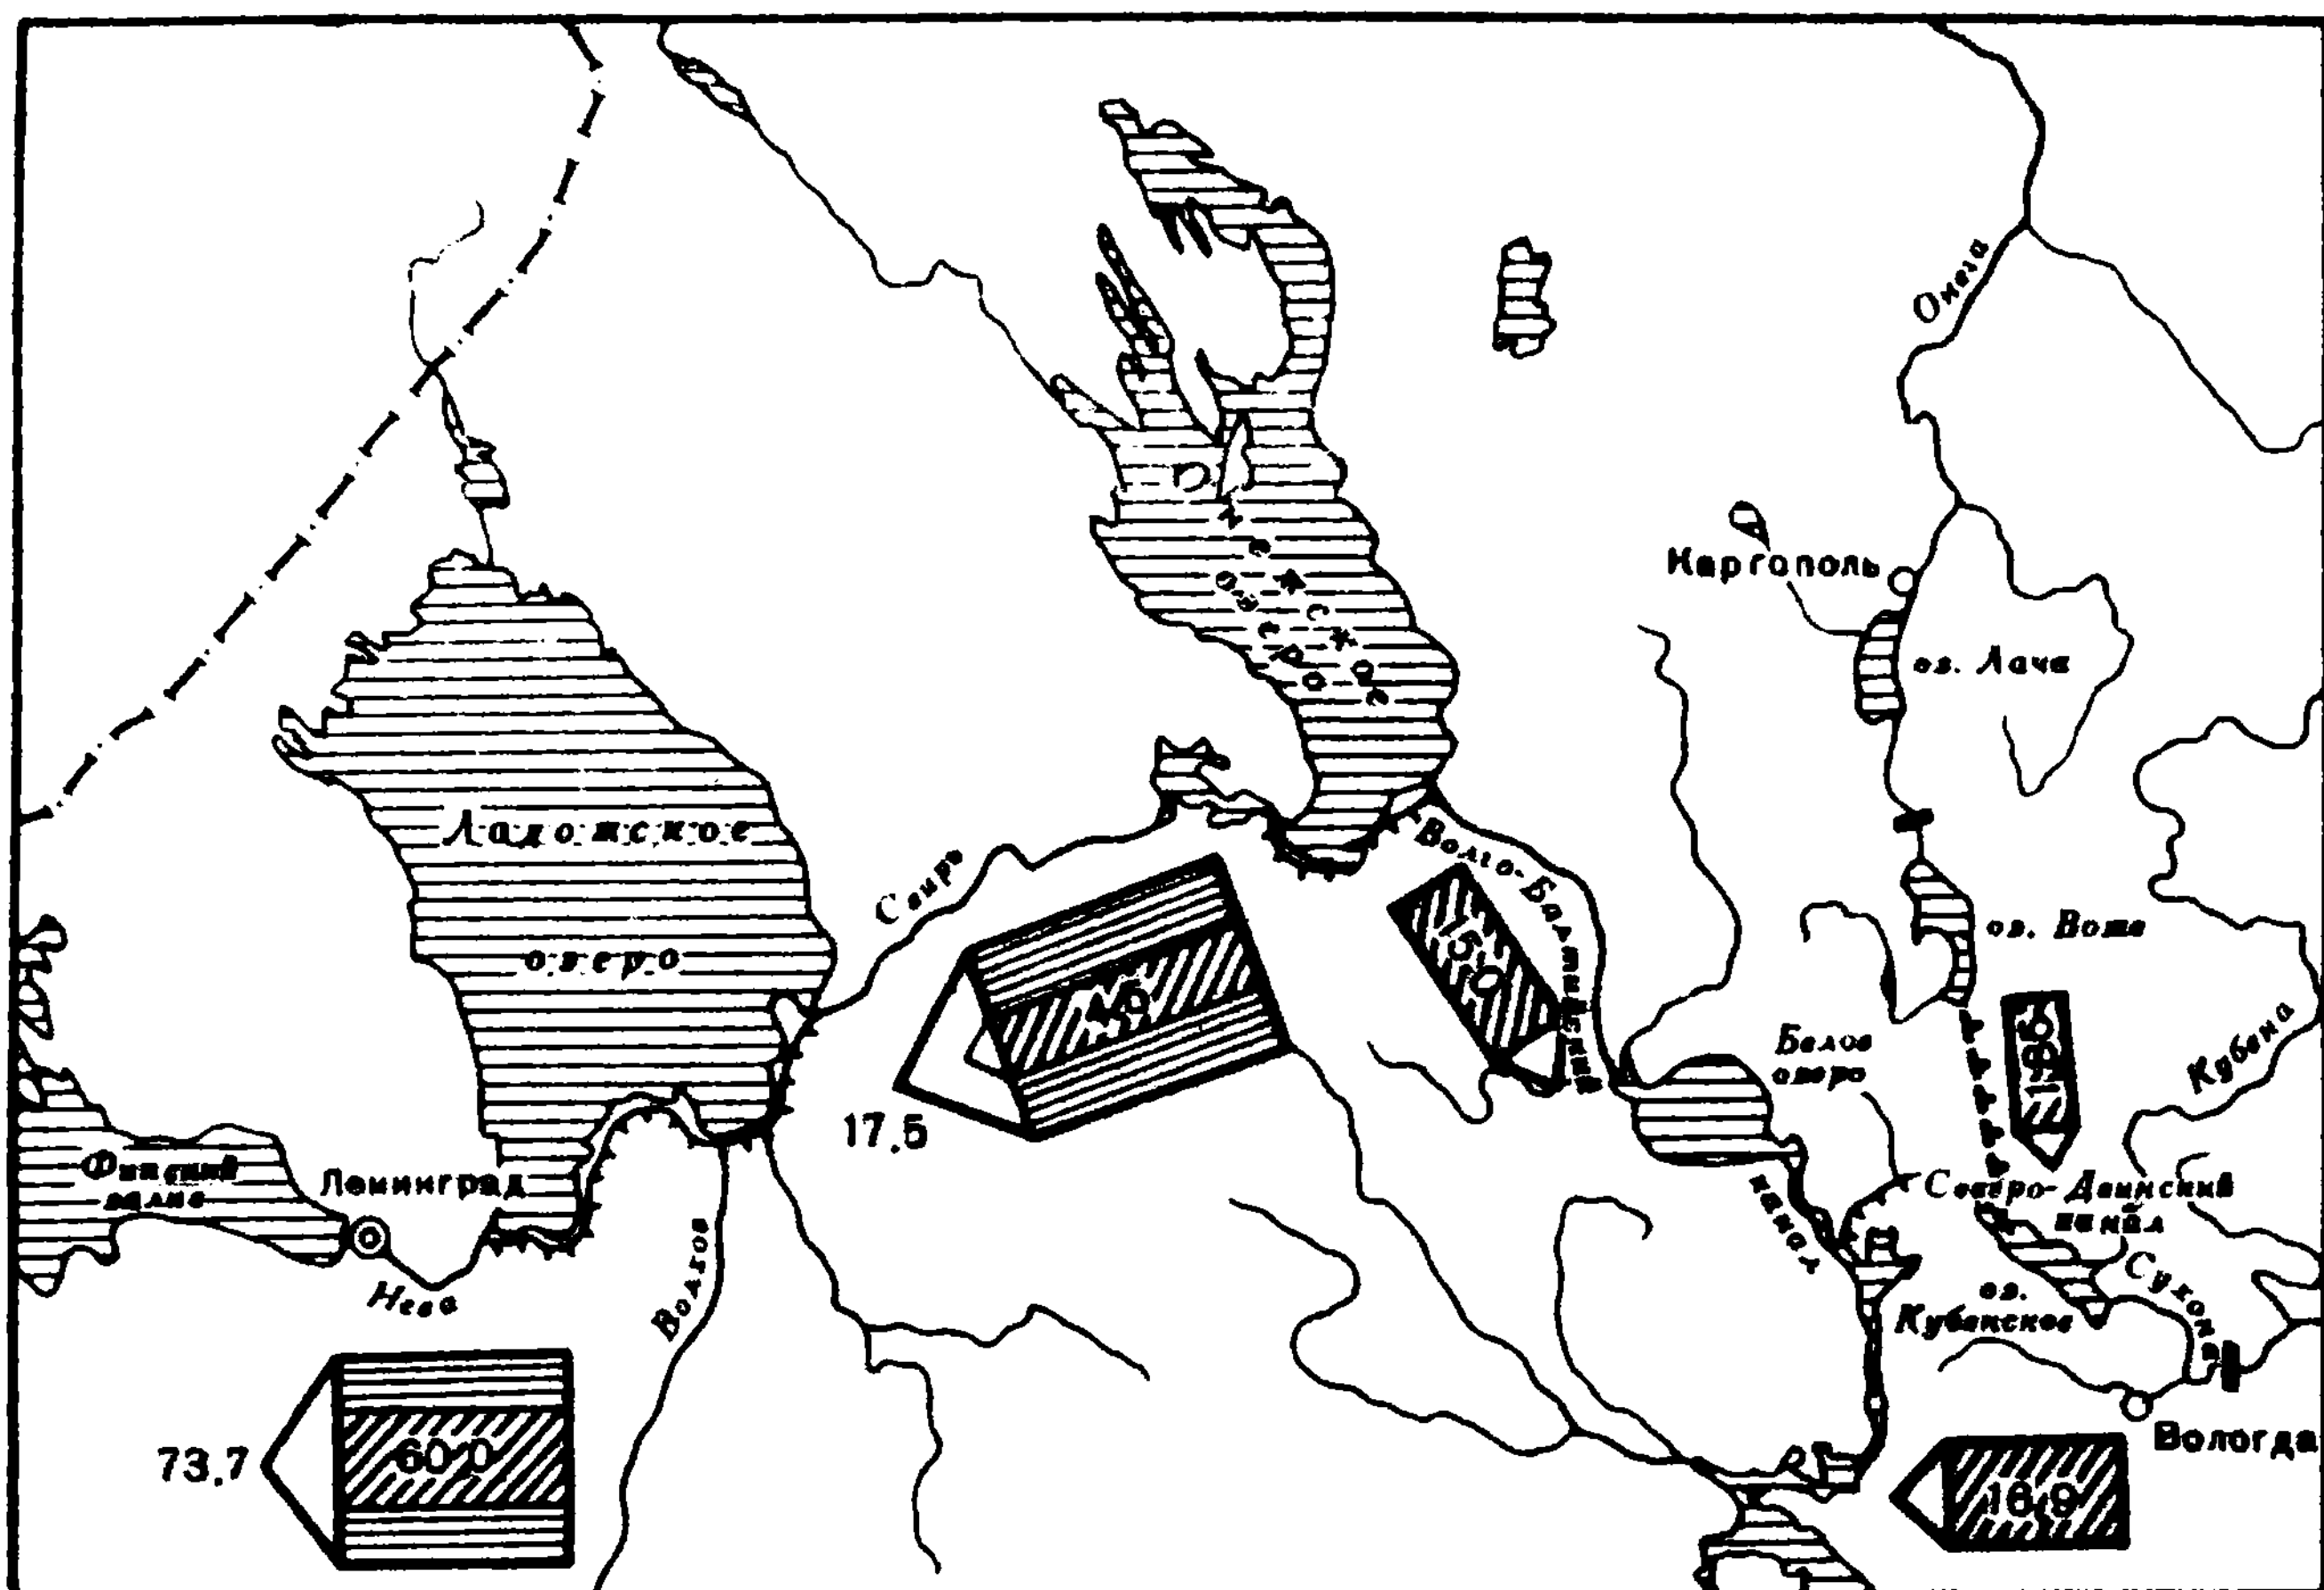 Онега
Каргополь
оз. Лача
Онежское
озеро
Ладожское
озеро
Свирь
Волго-Балтийский
канал
оз. Воже
15,0
Белое
озеро
Кубена
17.5
Финский
залив
Ленинград
Нева
Волхов
Северо-Двинский
канал
оз.
Кубенское
Сухона
Вологда
73.7
60,0
16,9